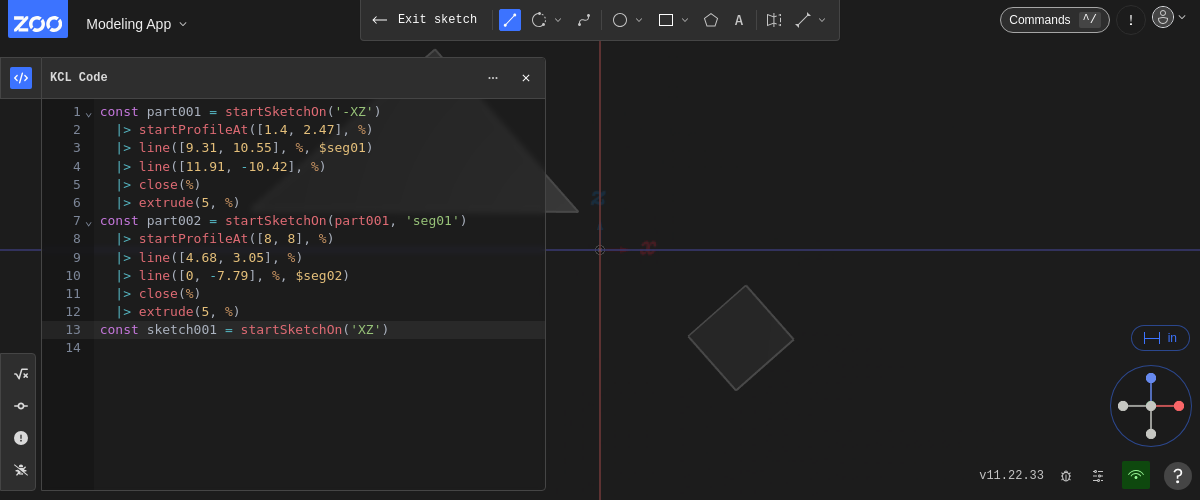 ZOO
Modeling App
Exit sketch
A
Commands
^/
!
KCL Code
1 const part001 = startSketchOn('-XZ')
2 |> startProfileAt([1.4, 2.47], %)
3 |> line([9.31, 10.55], %, $seg01)
4 |> line([11.91, -10.42], %)
5 |> close(%)
6 |> extrude(5, %)
7 const part002 = startSketchOn(part001, 'seg01')
8 |> startProfileAt([8, 8], %)
9 |> line([4.68, 3.05], %)
10 |> line([0, -7.79], %, $seg02)
11 |> close(%)
12 |> extrude(5, %)
13 const sketch001 = startSketchOn('XZ')
14
z
x
in
v11.22.33
?